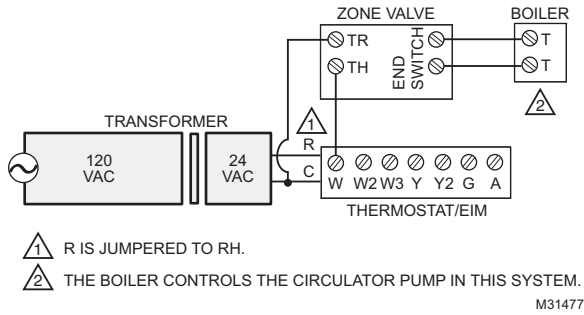 ZONE VALVE
BOILER
TR
TH
END
SWITCH
T
T
2
TRANSFORMER
120
VAC
24
VAC
1
R
C
W W2 W3 Y Y2 G A
THERMOSTAT/EIM
1 R IS JUMPERED TO RH.
2 THE BOILER CONTROLS THE CIRCULATOR PUMP IN THIS SYSTEM.
M31477